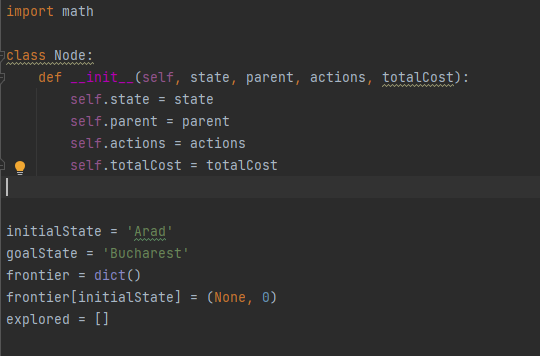 import math
class Node:
def __init__(self, state, parent, actions, totalCost):
self.state = state
self.parent = parent
self.actions = actions
self.totalCost = totalCost
initialState = 'Arad'
goalState = 'Bucharest'
frontier = dict()
frontier[initialState] = (None, 0)
explored = []